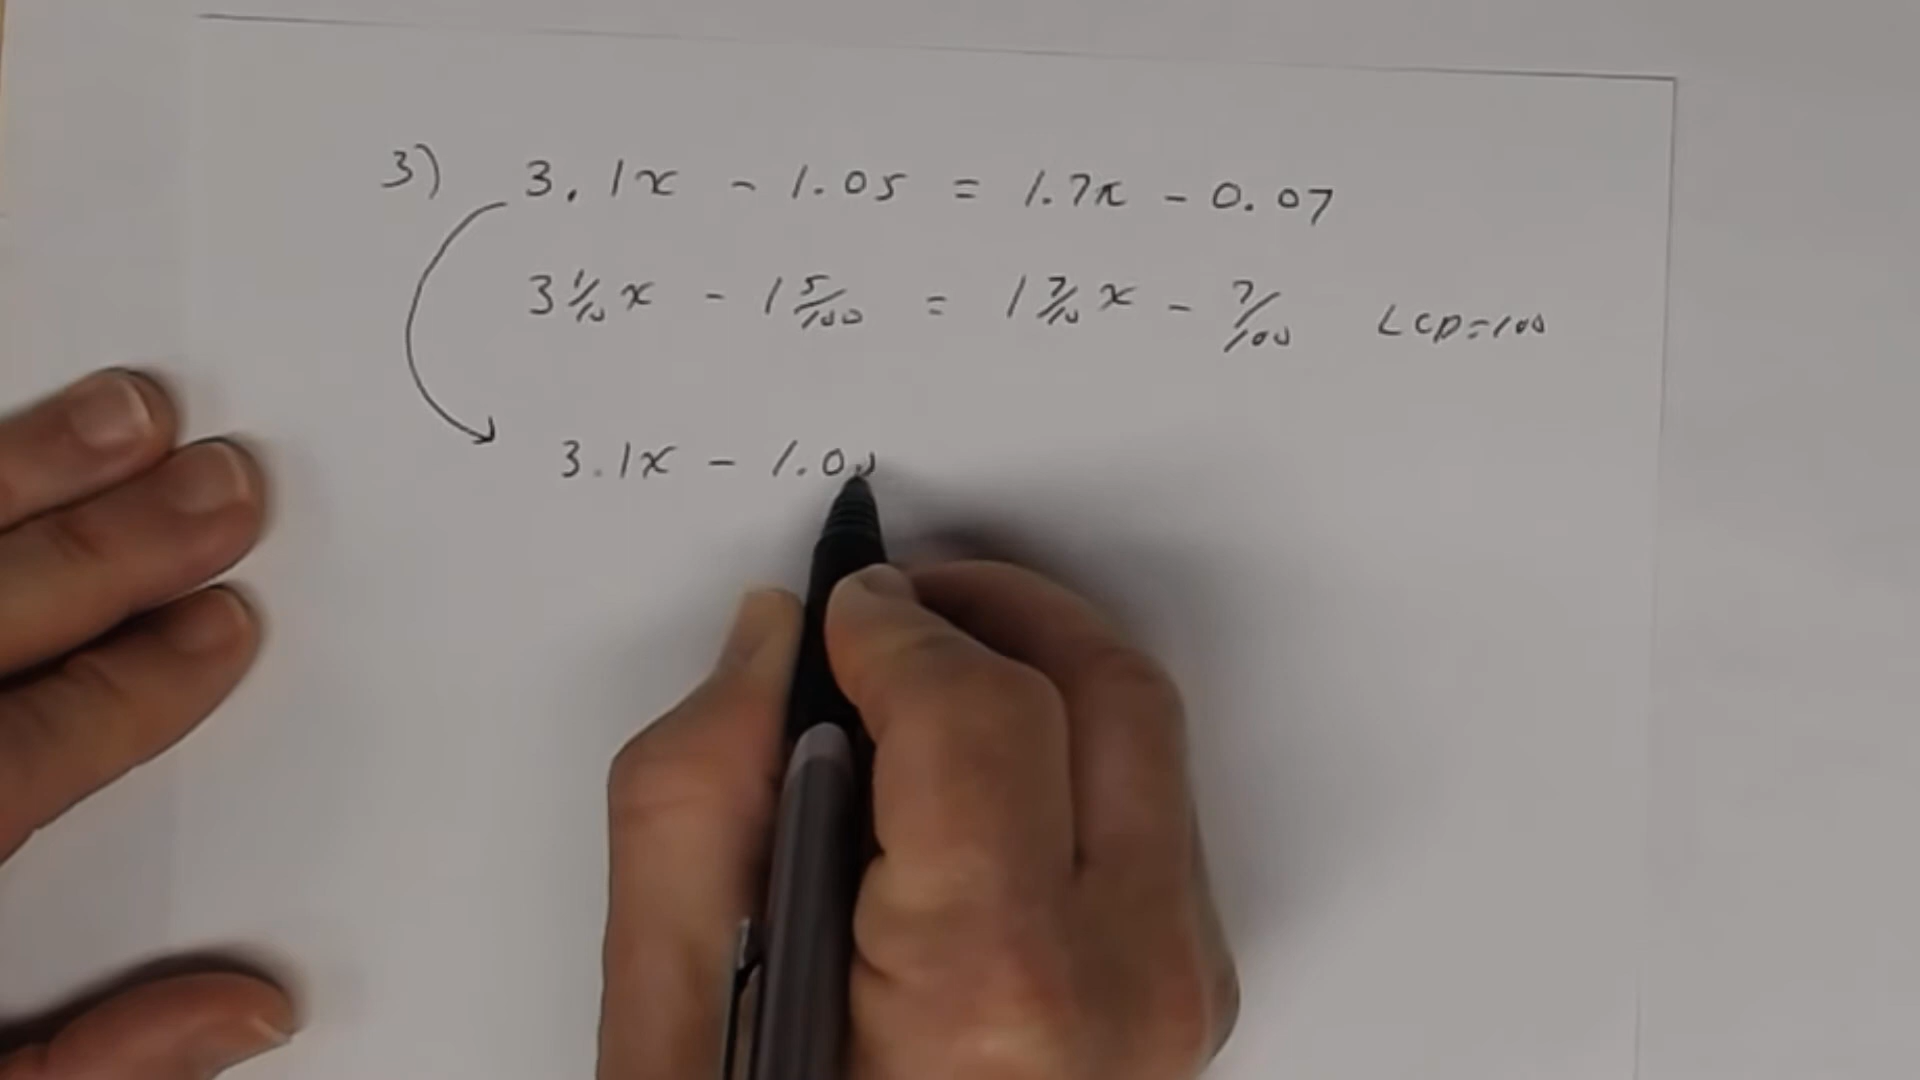 3) 3.1x - 1.05 = 1.7x - 0.07
3 1/10 x - 1 5/100 = 1 7/10 x - 7/100 LCD=100
3.1x - 1.0